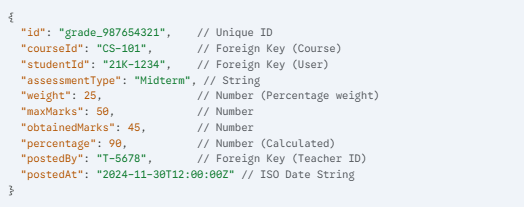 {
  "id": "grade_987654321",    // Unique ID
  "courseId": "CS-101",       // Foreign Key (Course)
  "studentId": "21K-1234",    // Foreign Key (User)
  "assessmentType": "Midterm", // String
  "weight": 25,               // Number (Percentage weight)
  "maxMarks": 50,             // Number
  "obtainedMarks": 45,        // Number
  "percentage": 90,           // Number (Calculated)
  "postedBy": "T-5678",       // Foreign Key (Teacher ID)
  "postedAt": "2024-11-30T12:00:00Z" // ISO Date String
}